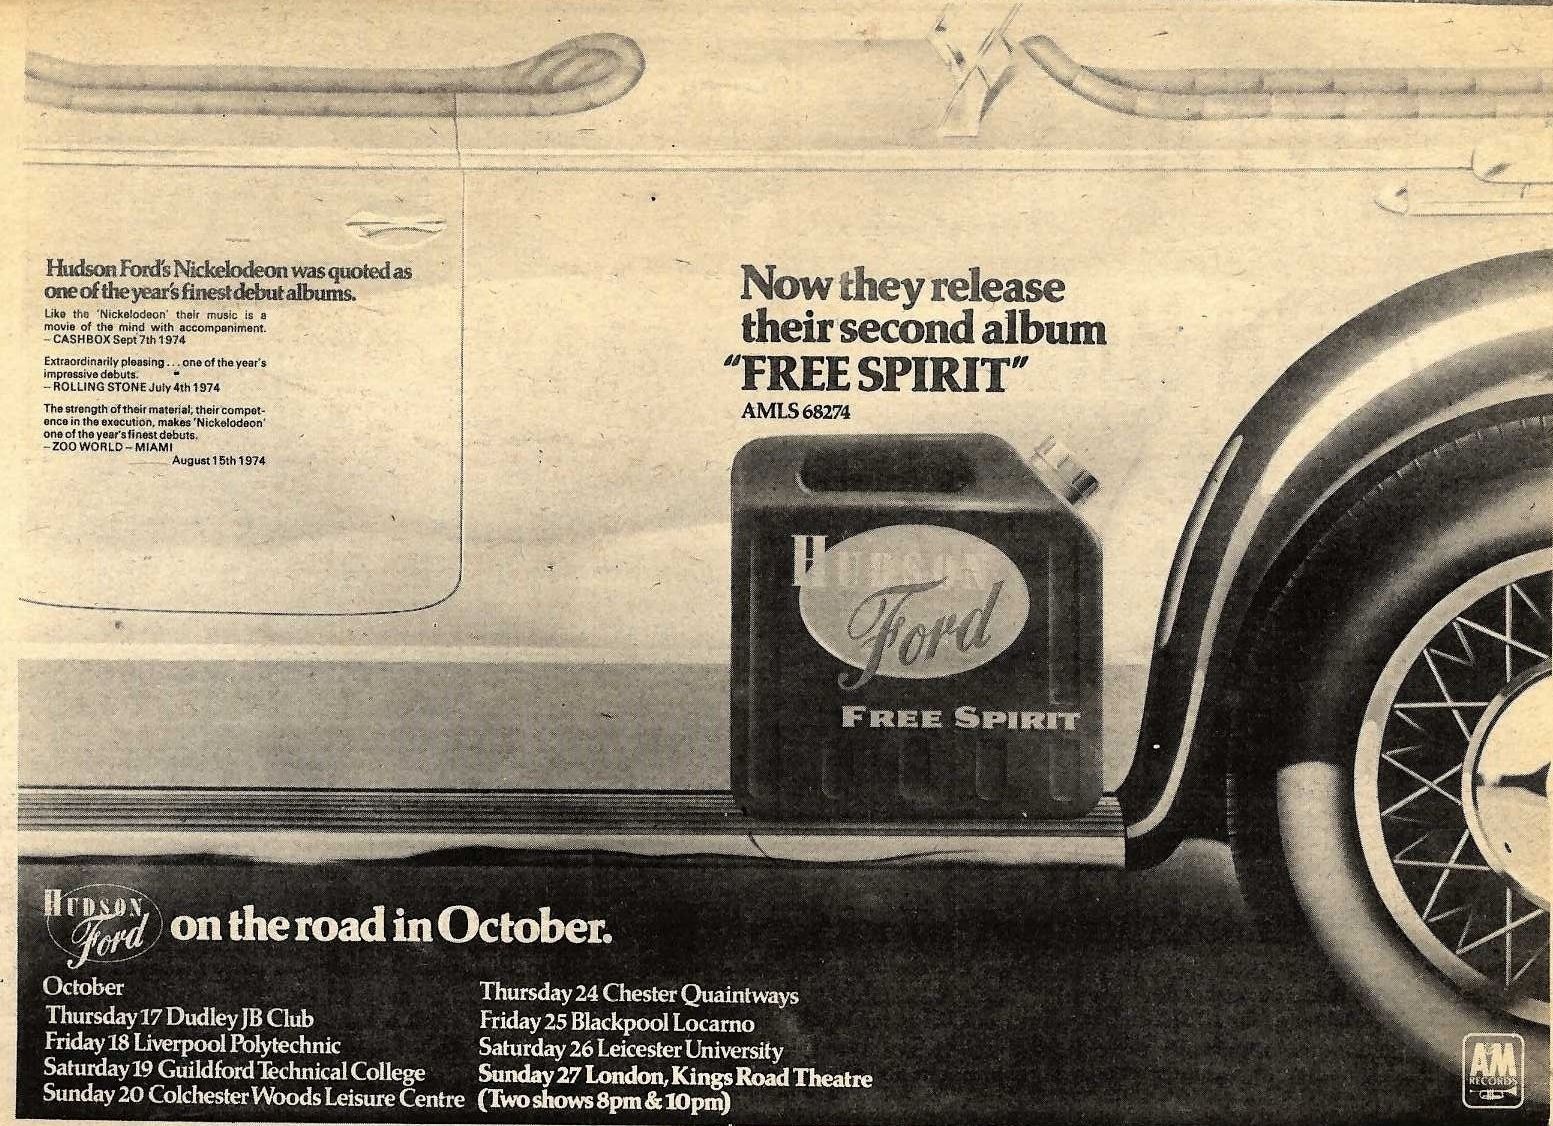 Hudson Ford's Nickelodeon was quoted as
one of the year's finest debut albums.
Like the 'Nickelodeon' their music is a
movie of the mind with accompaniment.
– CASHBOX Sept 7th 1974
Extraordinarily pleasing ... one of the year's
impressive debuts.
– ROLLING STONE July 4th 1974
The strength of their material, their compet-
ence in the execution, makes 'Nickelodeon'
one of the year's finest debuts.
– ZOO WORLD – MIAMI
August 15th 1974
Now they release
their second album
"FREE SPIRIT"
AMLS 68274
HUDSON
Ford
FREE SPIRIT
HUDSON
Ford
on the road in October.
October
Thursday 17 Dudley JB Club
Friday 18 Liverpool Polytechnic
Saturday 19 Guildford Technical College
Sunday 20 Colchester Woods Leisure Centre
Thursday 24 Chester Quaintways
Friday 25 Blackpool Locarno
Saturday 26 Leicester University
Sunday 27 London, Kings Road Theatre
(Two shows 8pm & 10pm)
A&M
RECORDS